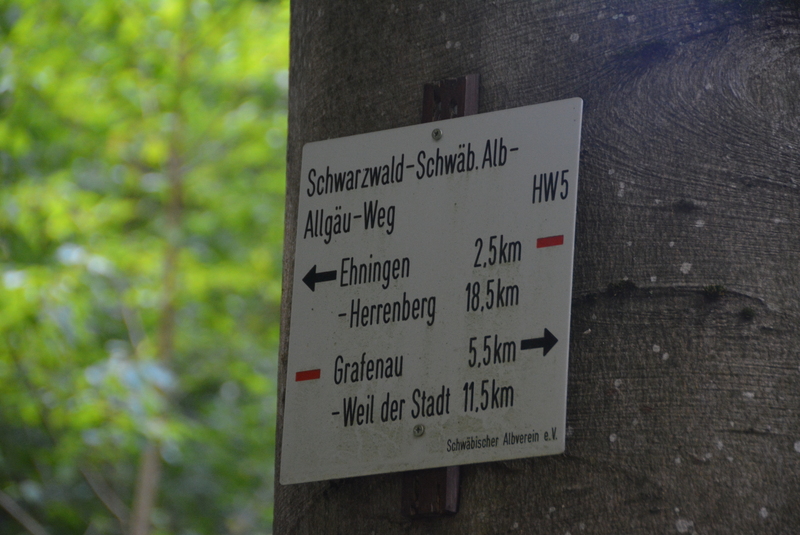 Schwarzwald-Schwäb. Alb-
Allgäu-Weg HW5
Ehningen 2,5km
-Herrenberg 18,5km
Grafenau 5,5km
-Weil der Stadt 11,5km
Schwäbischer Albverein e.V.